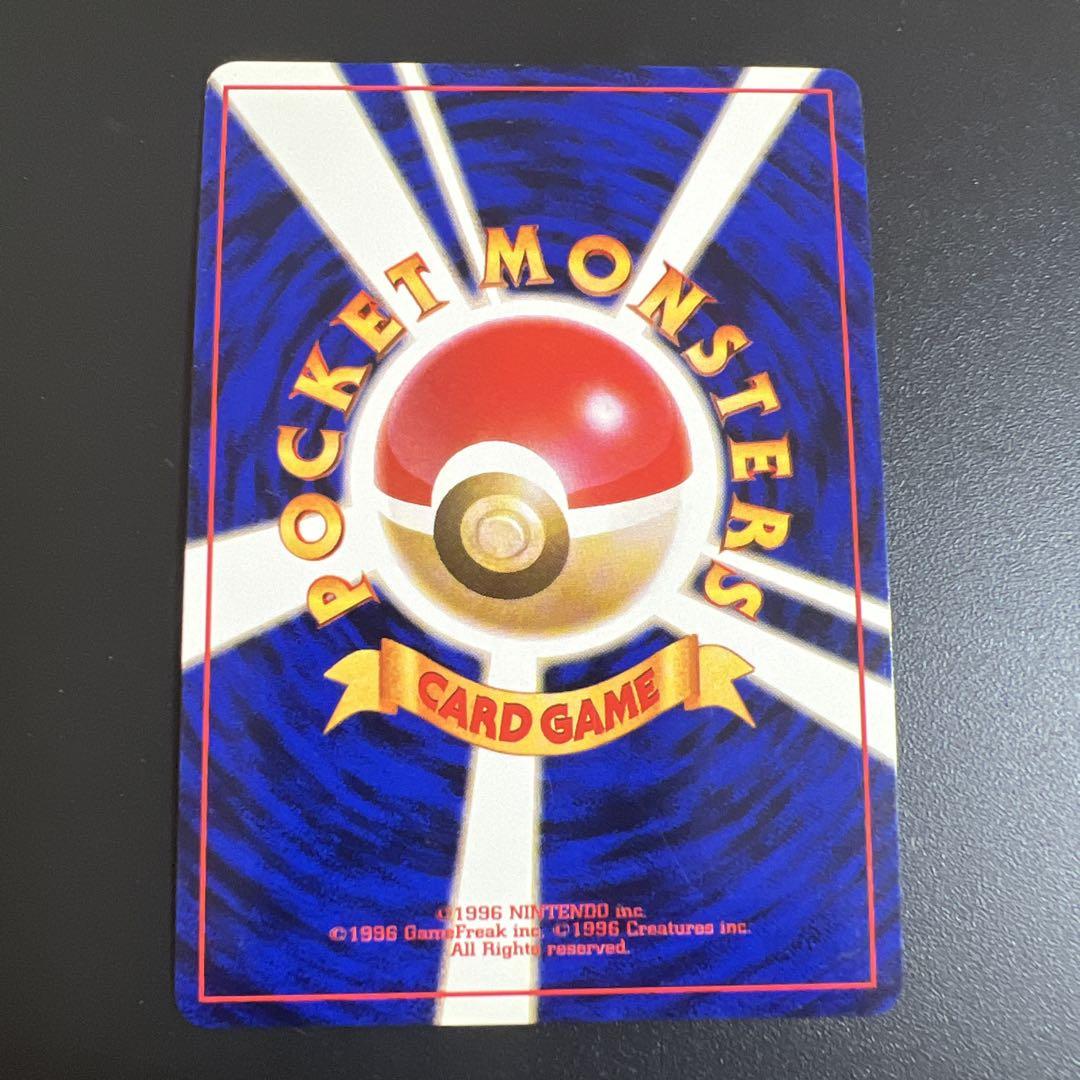 POCKET MONSTERS
CARD GAME
©1996 NINTENDO inc.
©1996 GameFreak inc. ©1996 Creatures inc.
All Rights reserved.